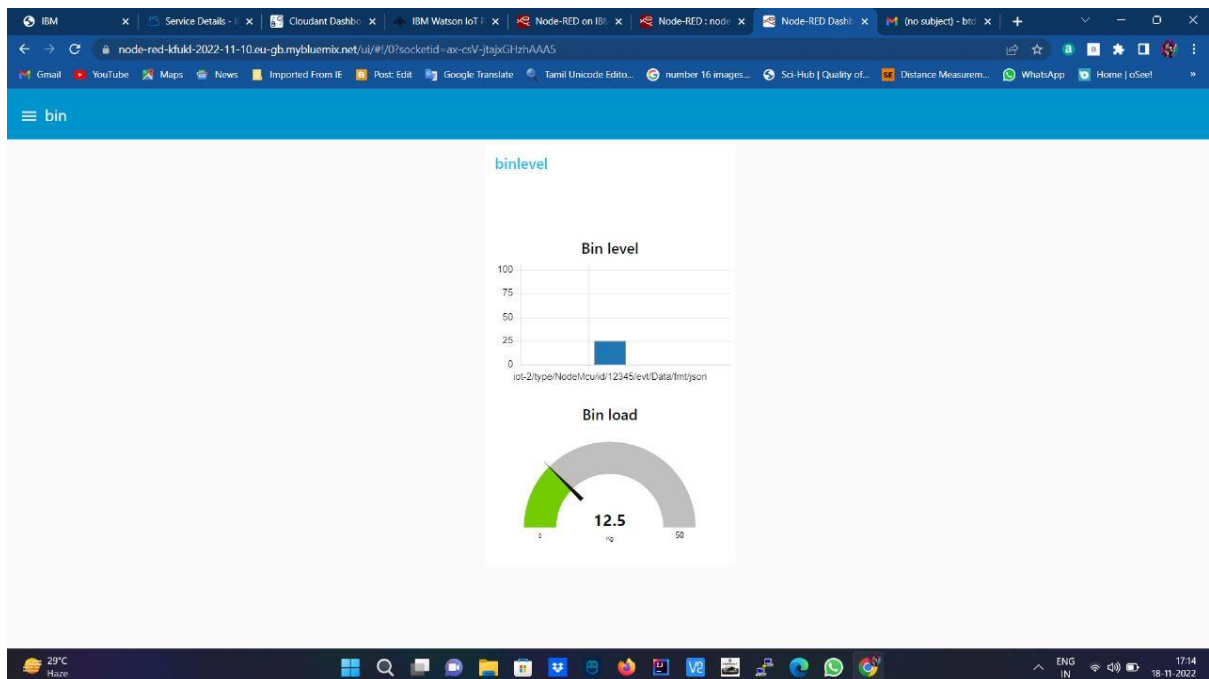 IBM
Service Details - I
Cloudant Dashbo
IBM Watson IoT P
Node-RED on IBM
Node-RED : node
Node-RED Dashb
(no subject) - btd
node-red-kfukl-2022-11-10.eu-gb.mybluemix.net/ui/#!/0?socketid=ax-csV-jtajxGHzhAAA5
Gmail
YouTube
Maps
News
Imported From IE
Post: Edit
Google Translate
Tamil Unicode Edito...
number 16 images...
Sci-Hub | Quality of...
Distance Measurem...
WhatsApp
Home | oSee!
bin
binlevel
Bin level
100
75
50
25
0
iot-2/type/NodeMcu/id/12345/evt/Data/fmt/json
Bin load
12.5
0
Kg
50
29°C
Haze
ENG
IN
17:14
18-11-2022